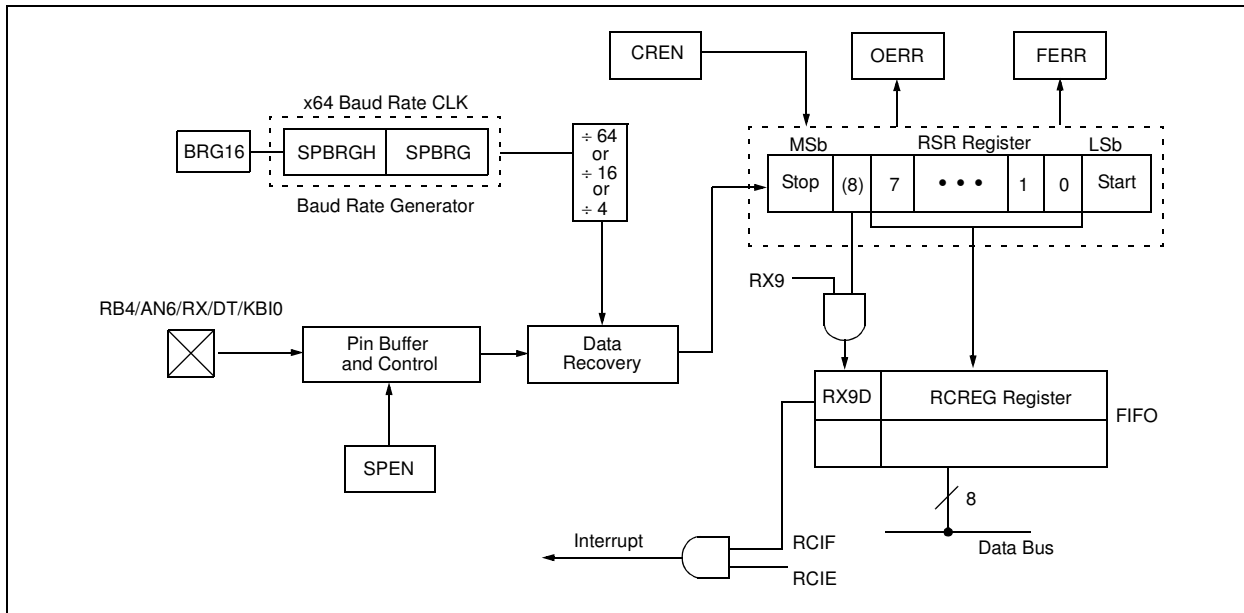 CREN
OERR
FERR
x64 Baud Rate CLK
BRG16
SPBRGH
SPBRG
Baud Rate Generator
÷ 64
or
÷ 16
or
÷ 4
MSb
RSR Register
LSb
Stop
(8)
7
• • •
1
0
Start
RX9
RB4/AN6/RX/DT/KBI0
Pin Buffer
and Control
Data
Recovery
SPEN
RX9D
RCREG Register
FIFO
8
Data Bus
Interrupt
RCIF
RCIE